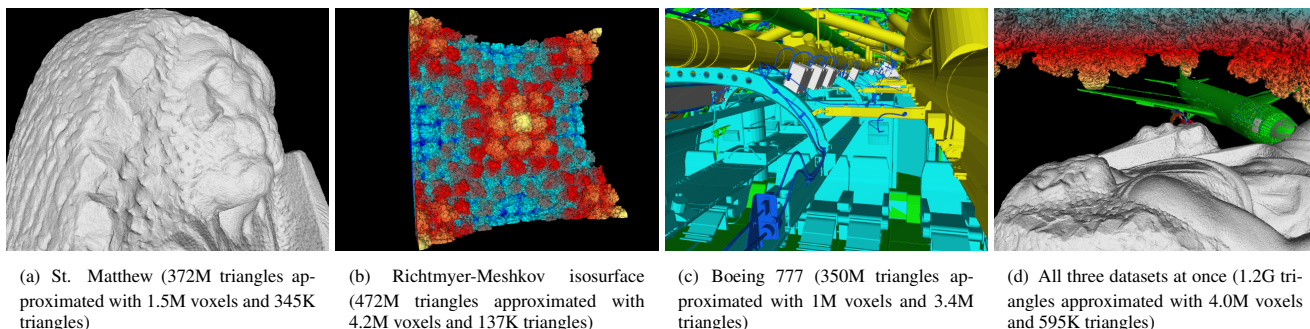 (a) St. Matthew (372M triangles ap-
proximated with 1.5M voxels and 345K
triangles)
(b) Richtmyer-Meshkov isosurface
(472M triangles approximated with
4.2M voxels and 137K triangles)
(c) Boeing 777 (350M triangles ap-
proximated with 1M voxels and 3.4M
triangles)
(d) All three datasets at once (1.2G tri-
angles approximated with 4.0M voxels
and 595K triangles)